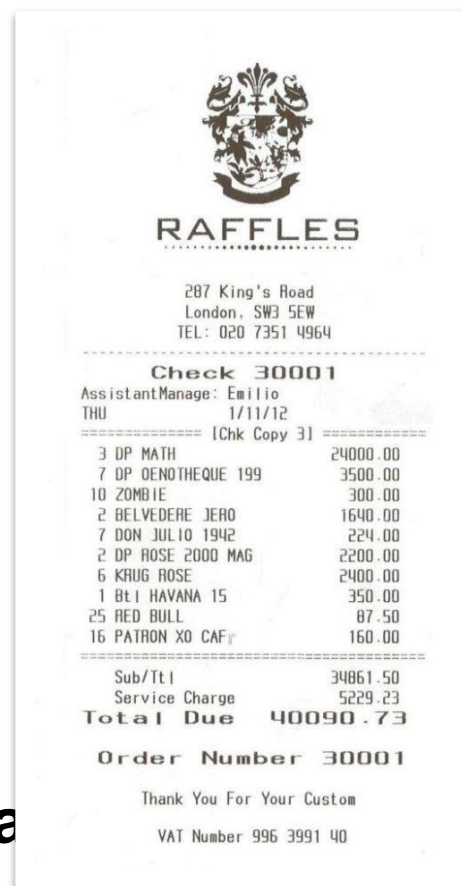 RAFFLES
287 King's Road
London, SW3 5EW
TEL: 020 7351 4964
Check 30001
AssistantManage: Emilio
THU 1/11/12
============= [Chk Copy 3] ===========
3 DP MATH 24000.00
7 DP OENOTHEQUE 199 3500.00
10 ZOMBIE 300.00
2 BELVEDERE JERO 1640.00
7 DON JULIO 1942 224.00
2 DP ROSE 2000 MAG 2200.00
6 KRUG ROSE 2400.00
1 Btl HAVANA 15 350.00
25 RED BULL 87.50
16 PATRON XO CAF 160.00
Sub/Ttl 34861.50
Service Charge 5229.23
Total Due 40090.73
Order Number 30001
Thank You For Your Custom
a
VAT Number 996 3991 40